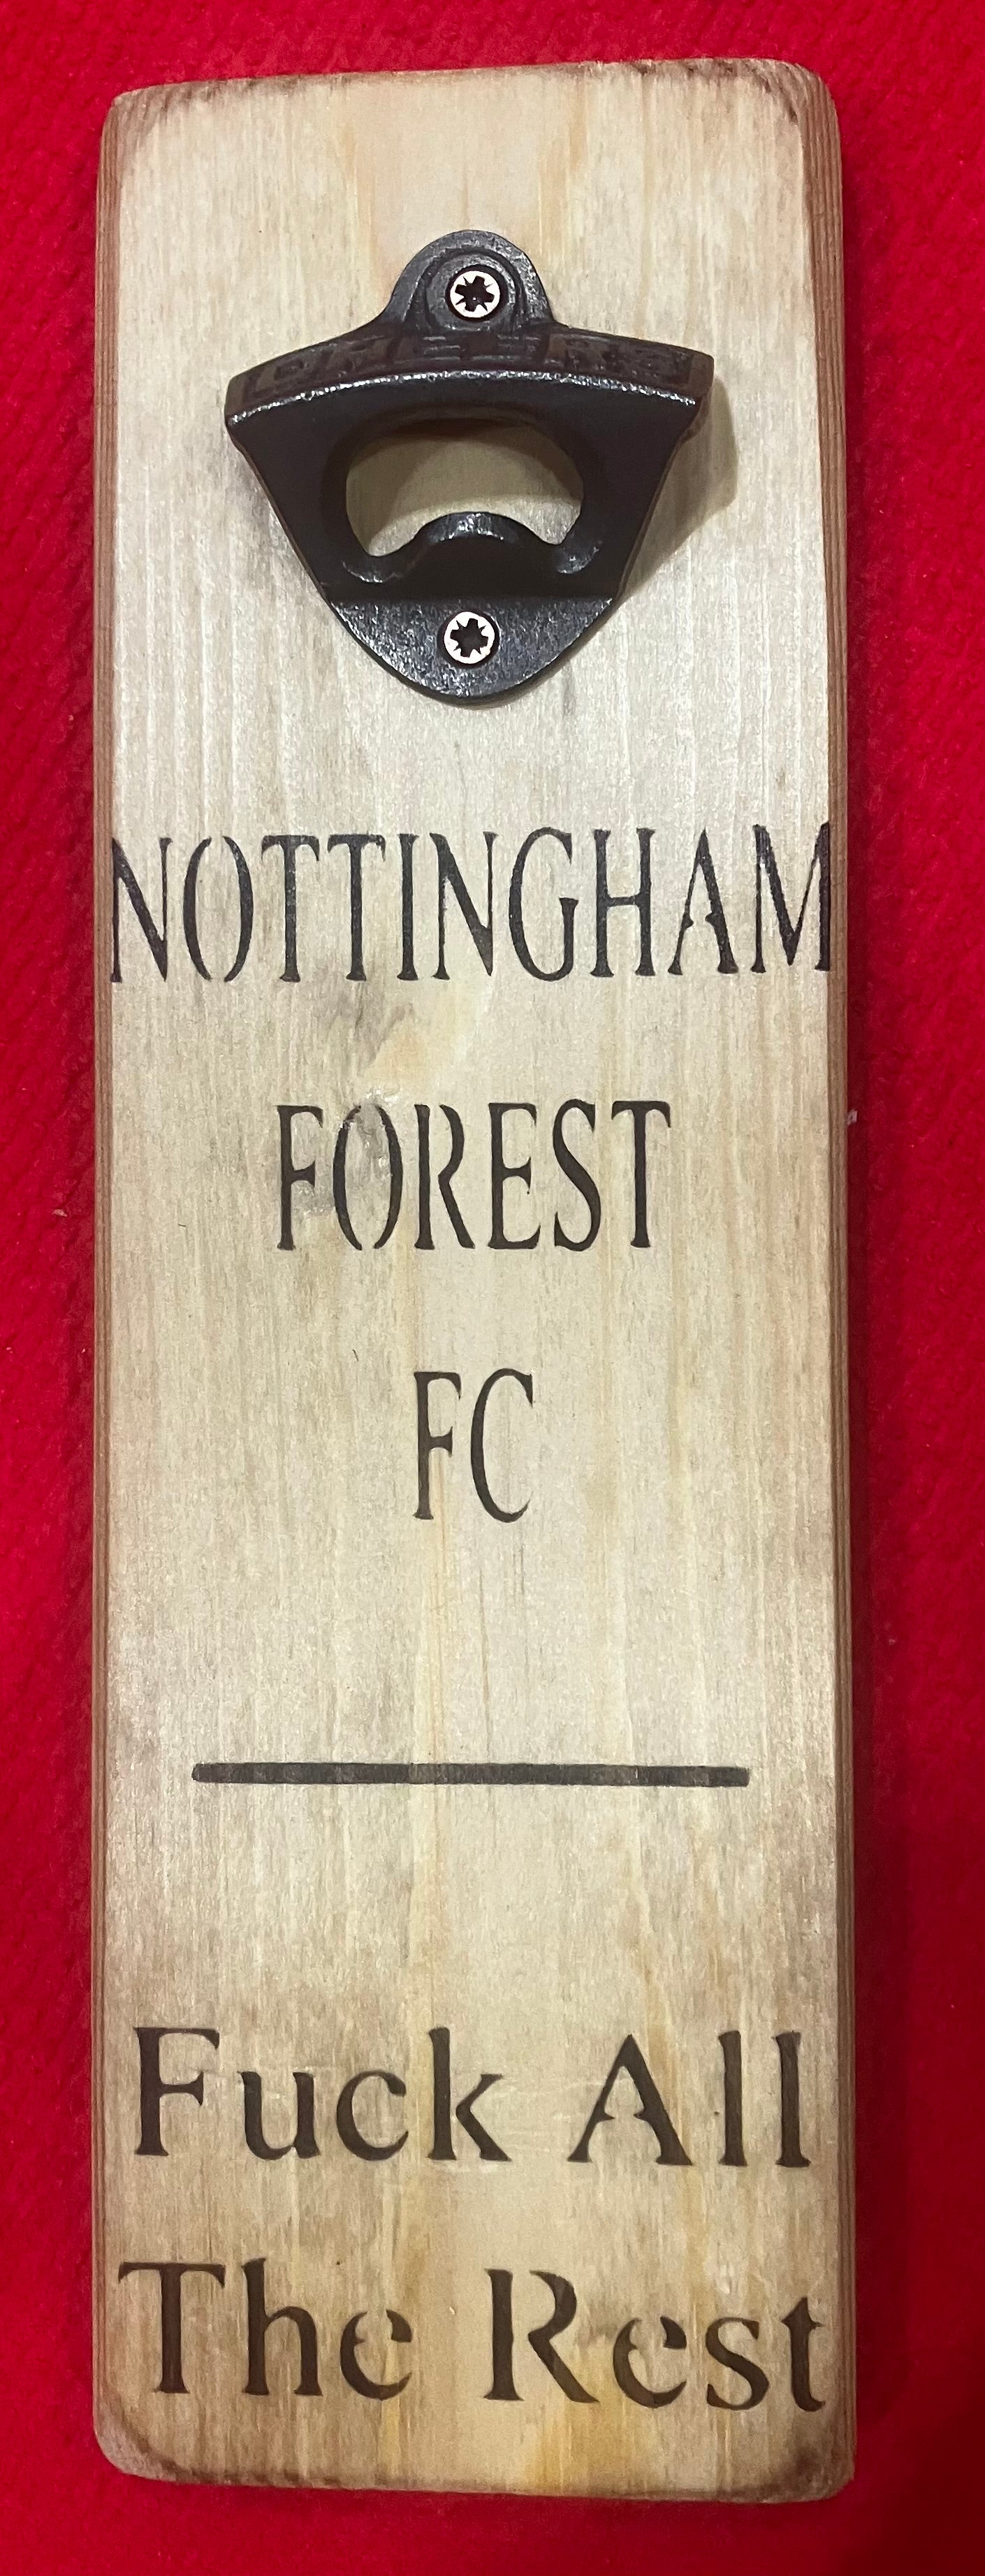 NOTTINGHAM
FOREST
FC
Fuck All
The Rest